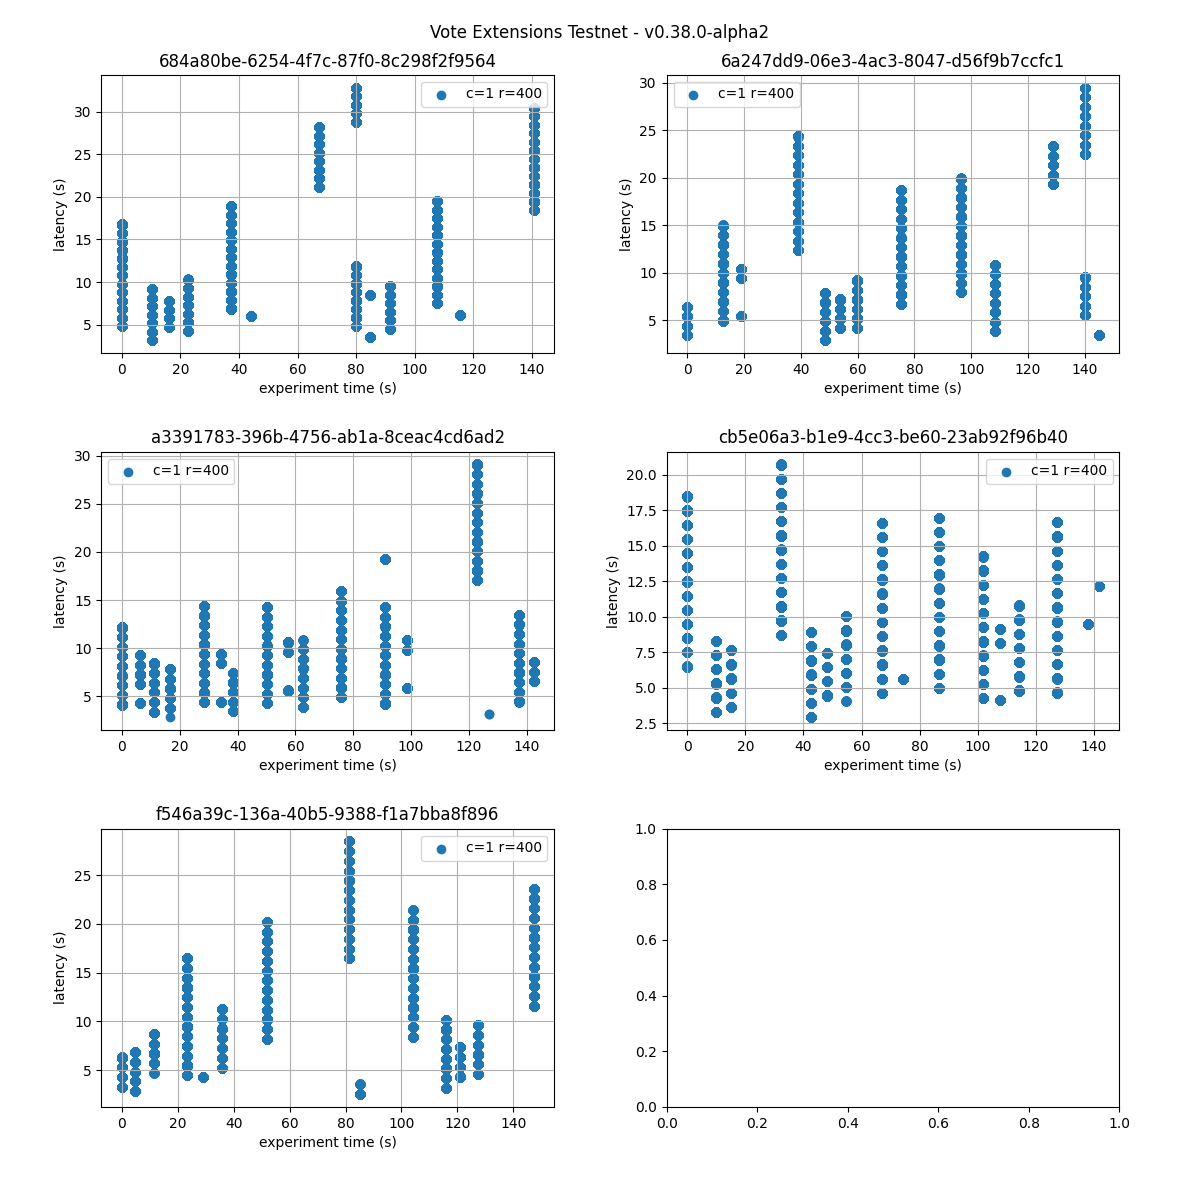 Vote Extensions Testnet - v0.38.0-alpha2
684a80be-6254-4f7c-87f0-8c298f2f9564
c=1 r=400
latency (s)
30
25
20
15
10
5
0 20 40 60 80 100 120 140
experiment time (s)
6a247dd9-06e3-4ac3-8047-d56f9b7ccfc1
c=1 r=400
latency (s)
30
25
20
15
10
5
0 20 40 60 80 100 120 140
experiment time (s)
a3391783-396b-4756-ab1a-8ceac4cd6ad2
c=1 r=400
latency (s)
30
25
20
15
10
5
0 20 40 60 80 100 120 140
experiment time (s)
cb5e06a3-b1e9-4cc3-be60-23ab92f96b40
c=1 r=400
latency (s)
20.0
17.5
15.0
12.5
10.0
7.5
5.0
2.5
0 20 40 60 80 100 120 140
experiment time (s)
f546a39c-136a-40b5-9388-f1a7bba8f896
c=1 r=400
latency (s)
25
20
15
10
5
0 20 40 60 80 100 120 140
experiment time (s)
1.0
0.8
0.6
0.4
0.2
0.0
0.0 0.2 0.4 0.6 0.8 1.0